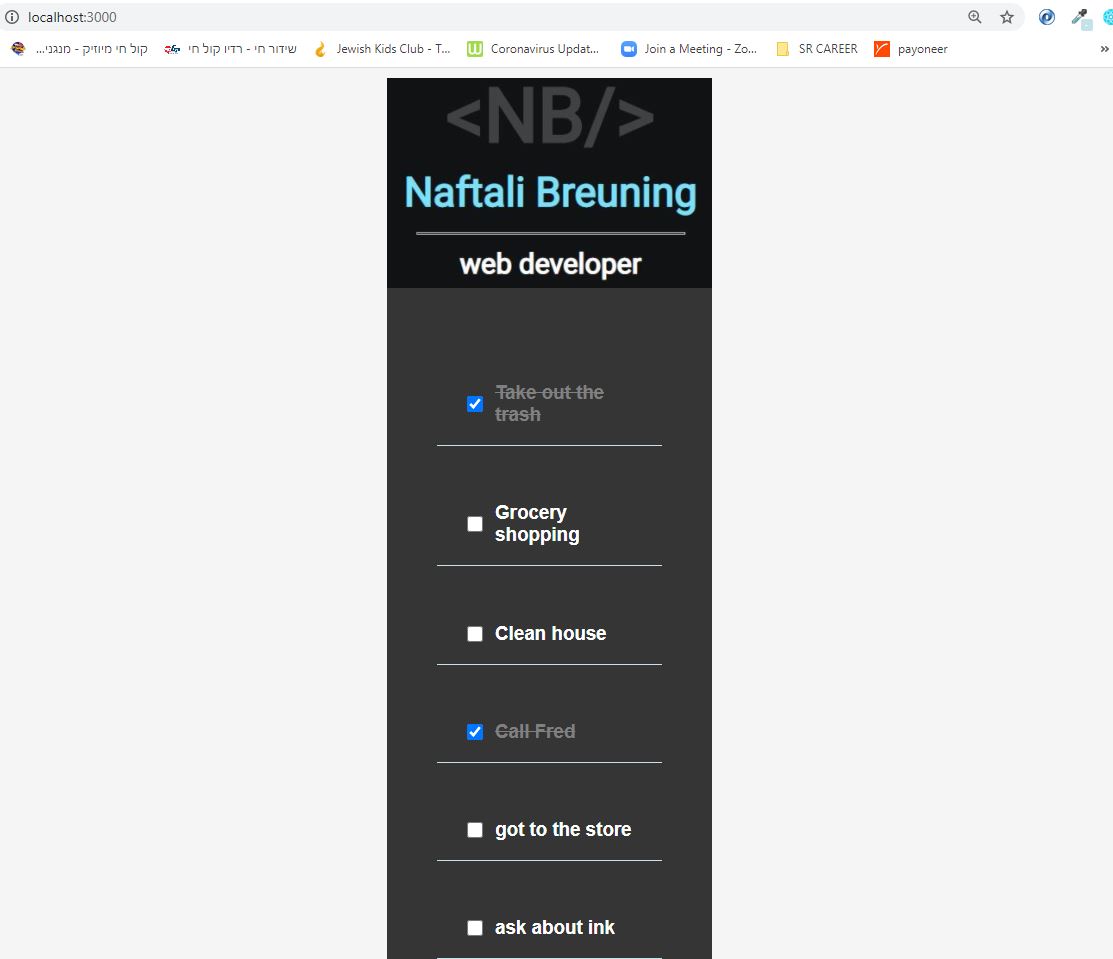 localhost:3000
קול חי מיוזיק - מנגני...
שידור חי - רדיו קול חי
Jewish Kids Club - T...
Coronavirus Updat...
Join a Meeting - Zo...
SR CAREER
payoneer
»
<NB/>
Naftali Breuning
web developer
Take out the
trash
Grocery
shopping
Clean house
Call Fred
got to the store
ask about ink